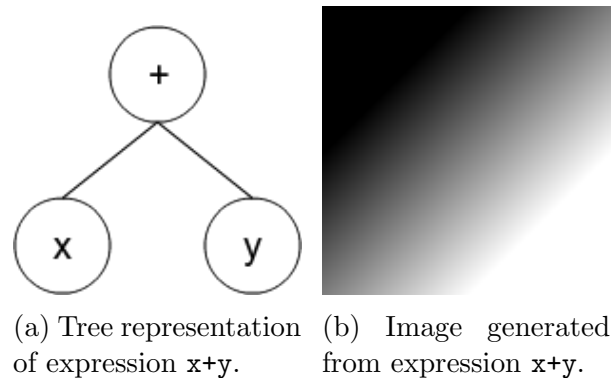 +
x
y
(a) Tree representation
of expression x+y.
(b) Image generated
from expression x+y.